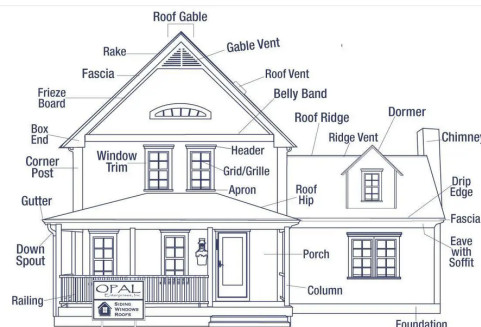 Roof Gable
Rake
Gable Vent
Fascia
Roof Vent
Frieze
Board
Belly Band
Roof Ridge
Dormer
Ridge Vent
Chimney
Box
End
Header
Window
Trim
Corner
Post
Grid/Grille
Apron
Roof
Hip
Drip
Edge
Gutter
Fascia
Down
Spout
Eave
with
Soffit
Porch
Column
Railing
OPAL
Enterprises, Inc.
SIDING
WINDOWS
ROOFS
Foundation